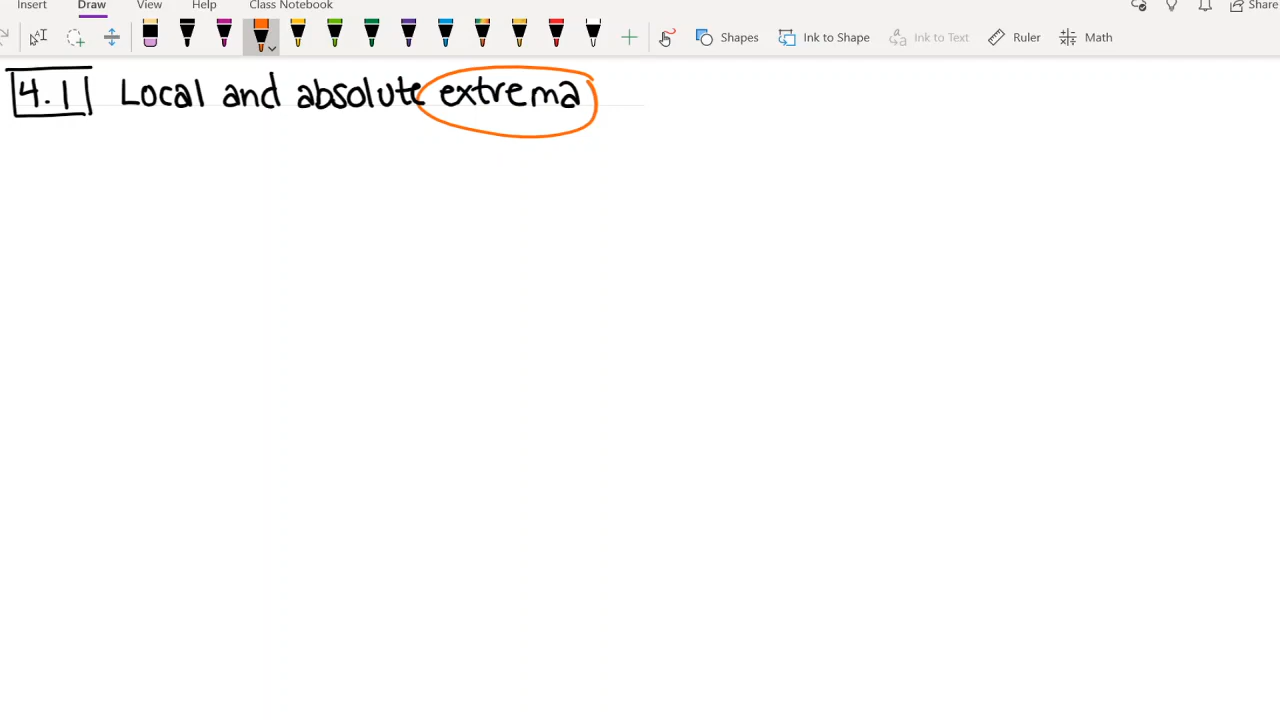 Insert Draw View Help Class Notebook Share
Shapes Ink to Shape Ink to Text Ruler Math
4.1 Local and absolute extrema